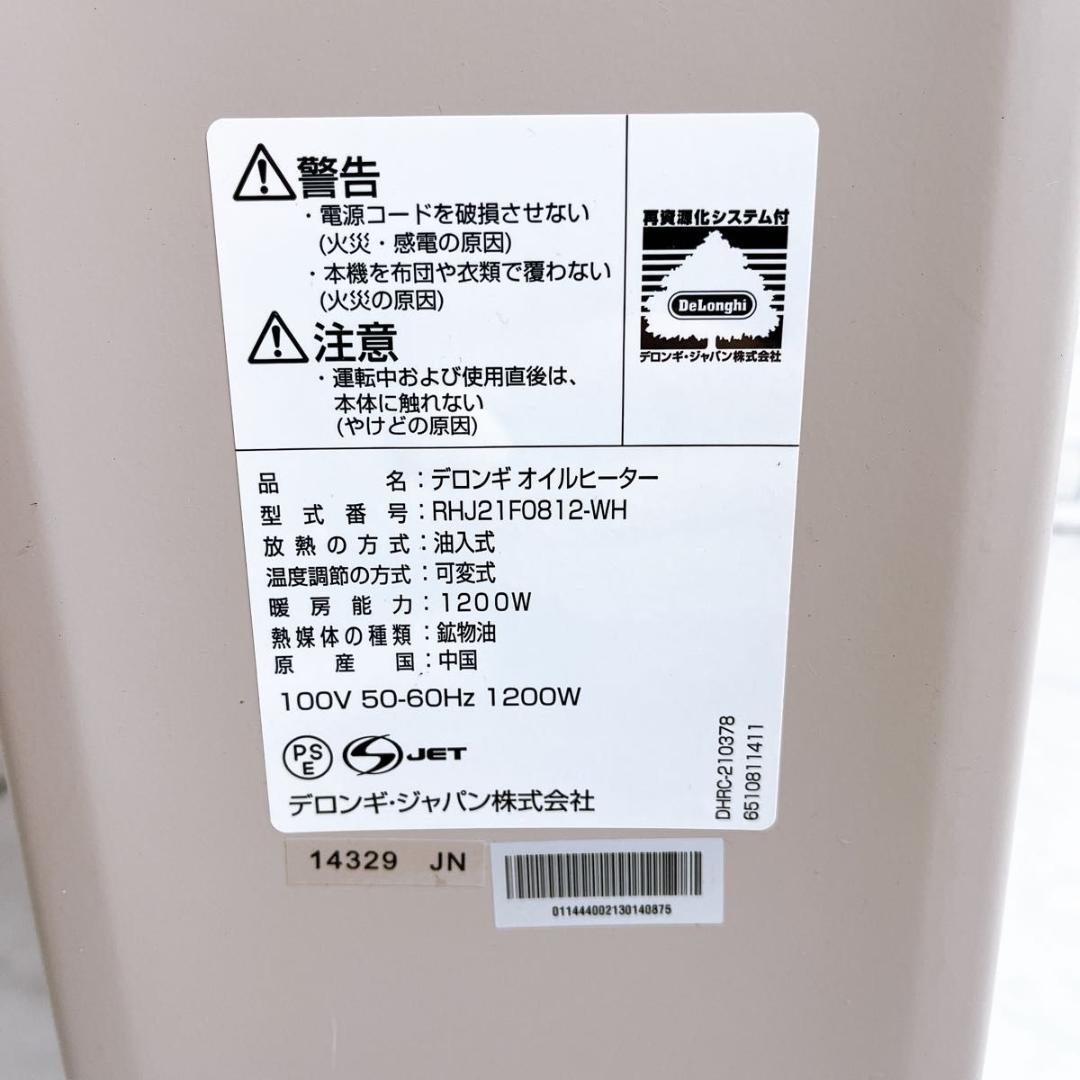 警告
・電源コードを破損させない
(火災・感電の原因)
・本機を布団や衣類で覆わない
(火災の原因)
注意
・運転中および使用直後は、
本体に触れない
(やけどの原因)
再資源化システム付
DeLonghi
デロンギ・ジャパン株式会社
品 名：デロンギ オイルヒーター
型式番号：RHJ21F0812-WH
放熱の方式：油入式
温度調節の方式：可変式
暖房能力：1200W
熱媒体の種類：鉱物油
原産国：中国
100V 50-60Hz 1200W
PS
E
S JET
デロンギ・ジャパン株式会社
DHRC-210378
6510811411
14329 JN
011444002130140875